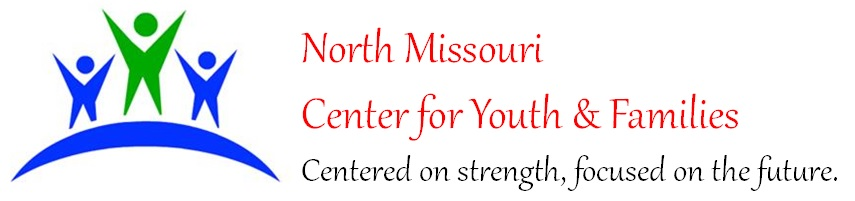 North Missouri
Center for Youth & Families
Centered on strength, focused on the future.